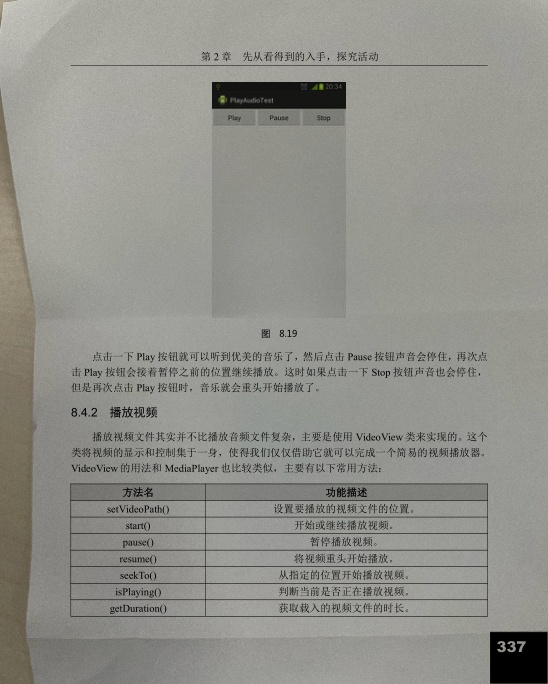 第 2 章 先从看得到的入手，探究活动
20:34
PlayAudioTest
Play Pause Stop
图 8.19
点击一下 Play 按钮就可以听到优美的音乐了，然后点击 Pause 按钮声音会停住，再次点
击 Play 按钮会接着暂停之前的位置继续播放。这时如果点击一下 Stop 按钮声音也会停住，
但是再次点击 Play 按钮时，音乐就会重头开始播放了。
8.4.2 播放视频
播放视频文件其实并不比播放音频文件复杂，主要是使用 VideoView 类来实现的。这个
类将视频的显示和控制集于一身，使得我们仅仅借助它就可以完成一个简易的视频播放器。
VideoView 的用法和 MediaPlayer 也比较类似，主要有以下常用方法：
方法名 功能描述
setVideoPath() 设置要播放的视频文件的位置。
start() 开始或继续播放视频。
pause() 暂停播放视频。
resume() 将视频重头开始播放。
seekTo() 从指定的位置开始播放视频。
isPlaying() 判断当前是否正在播放视频。
getDuration() 获取载入的视频文件的时长。
337